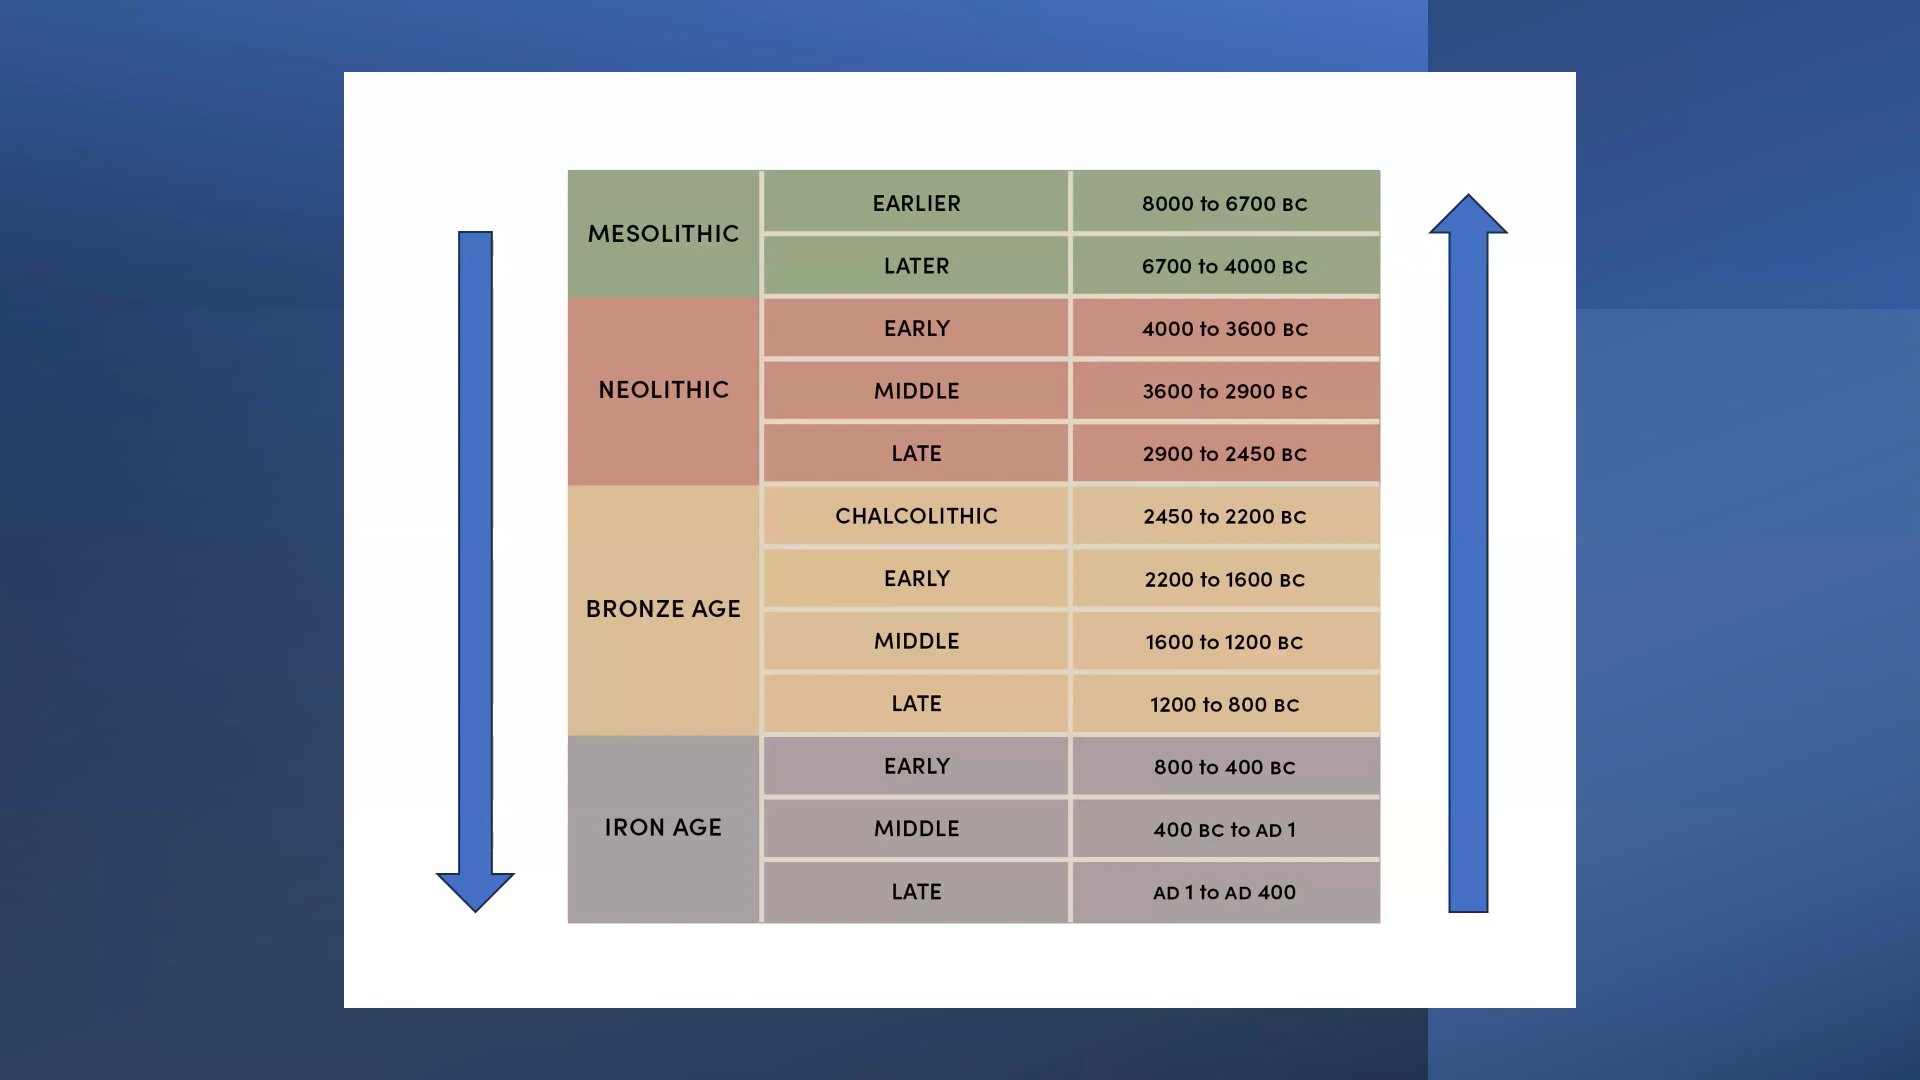 MESOLITHIC
EARLIER
8000 to 6700 BC
LATER
6700 to 4000 BC
NEOLITHIC
EARLY
4000 to 3600 BC
MIDDLE
3600 to 2900 BC
LATE
2900 to 2450 BC
BRONZE AGE
CHALCOLITHIC
2450 to 2200 BC
EARLY
2200 to 1600 BC
MIDDLE
1600 to 1200 BC
LATE
1200 to 800 BC
IRON AGE
EARLY
800 to 400 BC
MIDDLE
400 BC to AD 1
LATE
AD 1 to AD 400